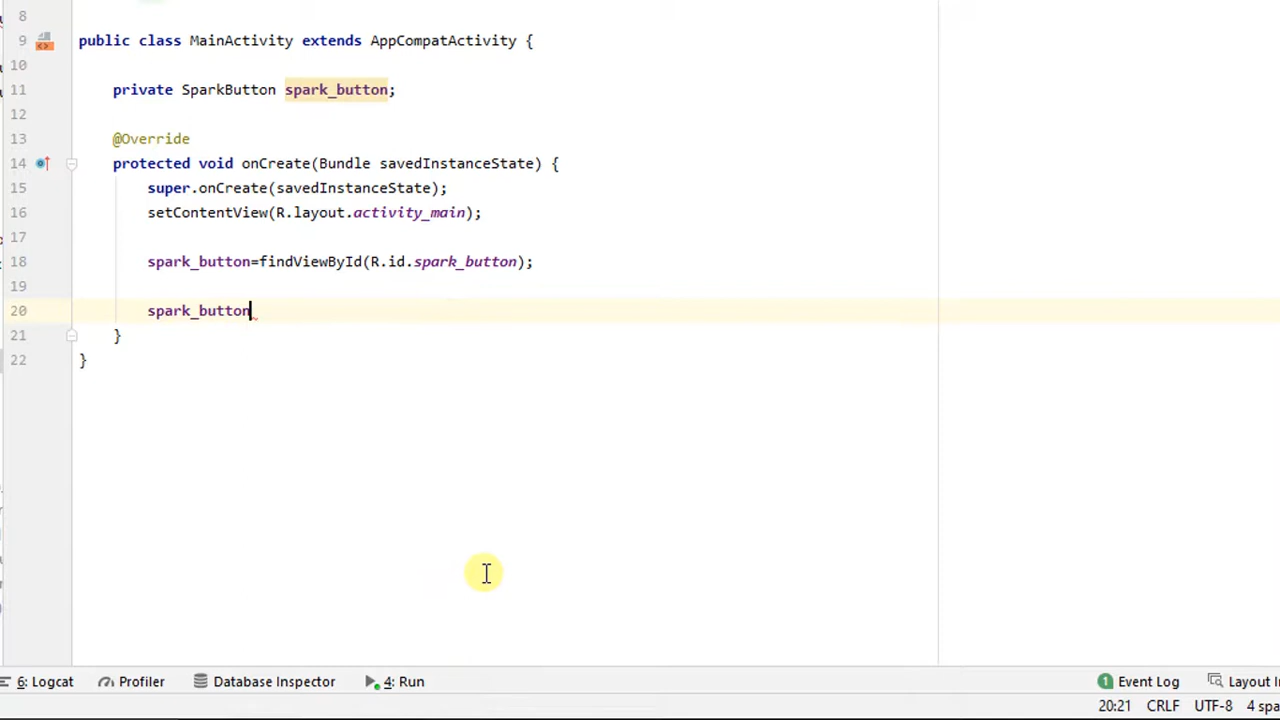 8
9 public class MainActivity extends AppCompatActivity {
10
11 private SparkButton spark_button;
12
13 @Override
14 protected void onCreate(Bundle savedInstanceState) {
15 super.onCreate(savedInstanceState);
16 setContentView(R.layout.activity_main);
17
18 spark_button=findViewById(R.id.spark_button);
19
20 spark_button
21 }
22 }
6: Logcat Profiler Database Inspector 4: Run 1 Event Log Layout In
20:21 CRLF UTF-8 4 spa